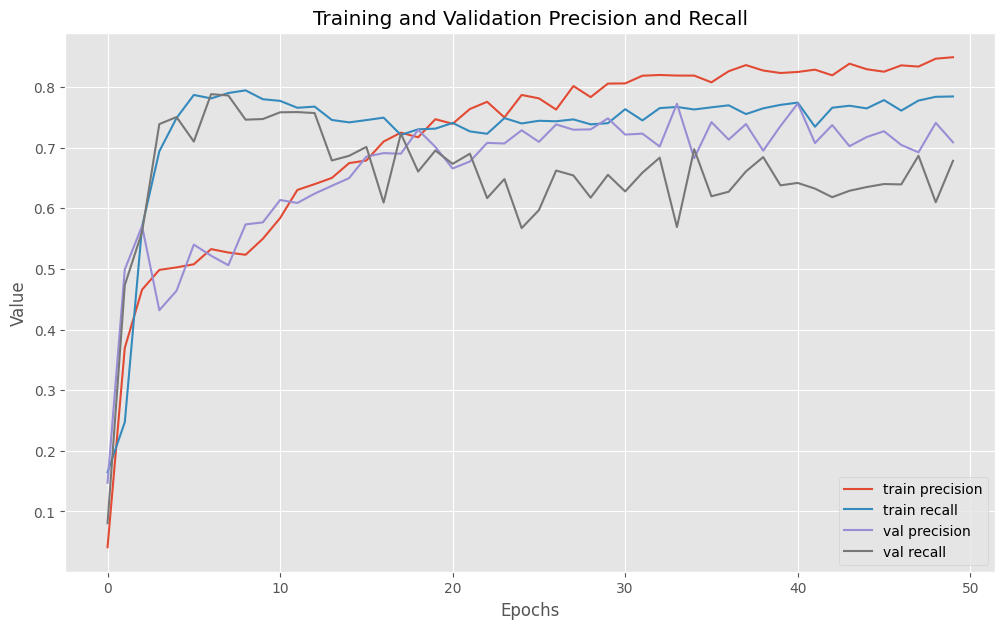 Training and Validation Precision and Recall
Value
0.8
0.7
0.6
0.5
0.4
0.3
0.2
0.1
train precision
train recall
val precision
val recall
0 10 20 30 40 50
Epochs